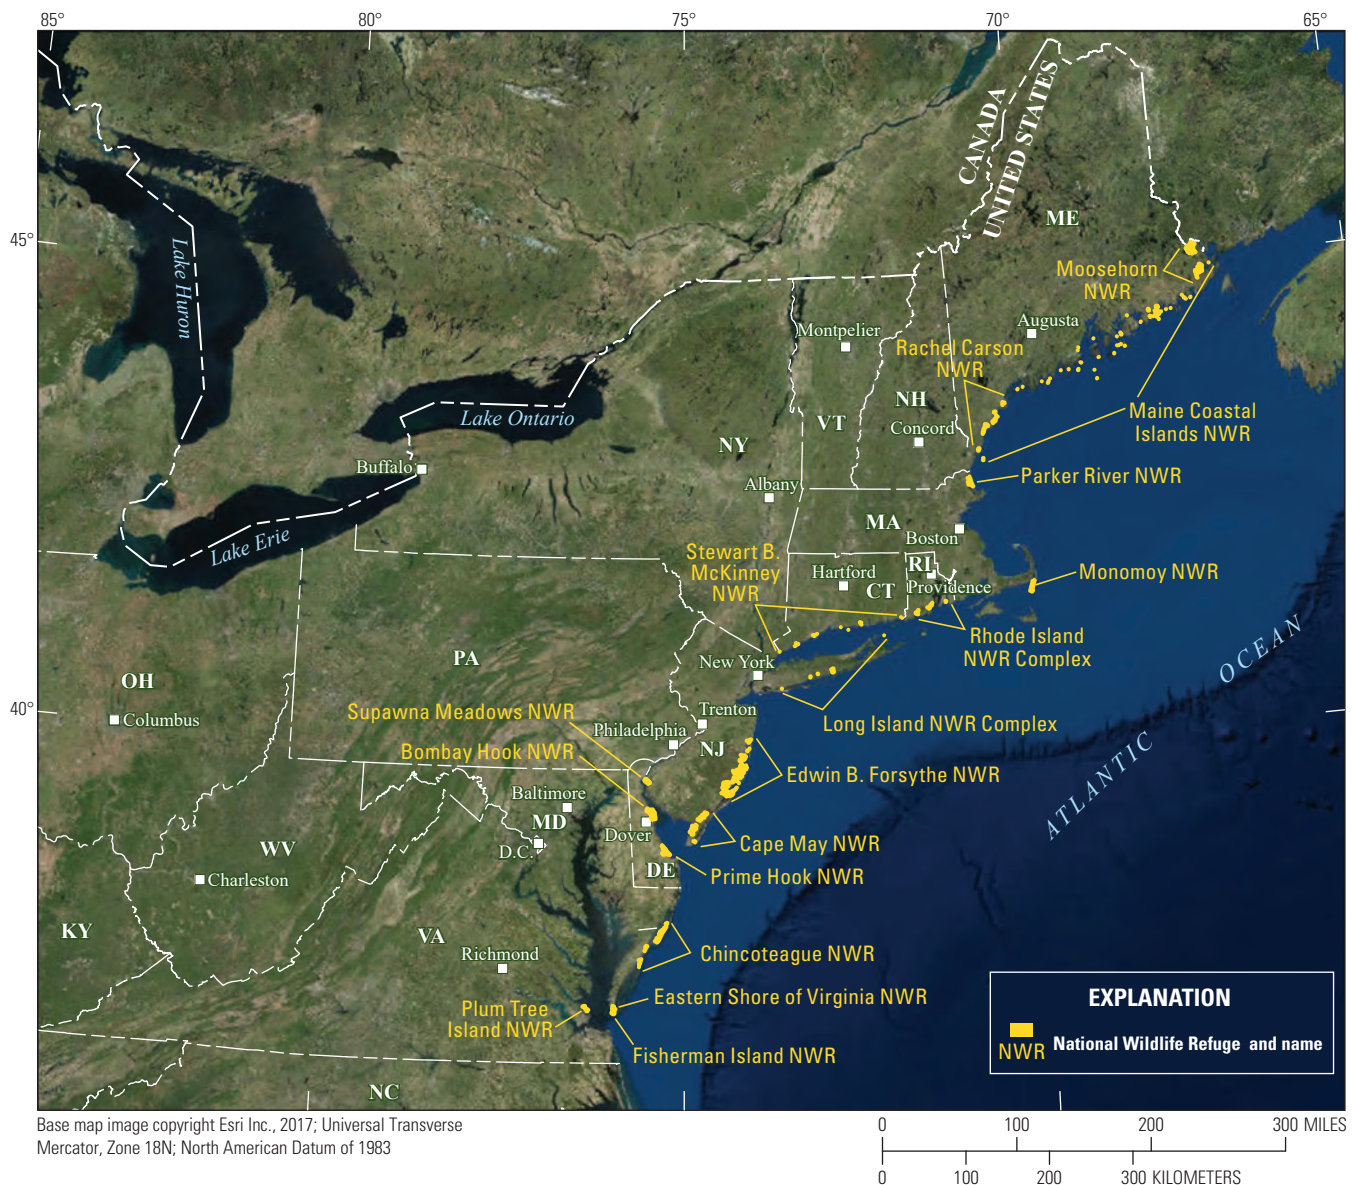 85°
80°
75°
70°
65°
45°
40°
CANADA
UNITED STATES
ME
Moosehorn
NWR
Augusta
Montpelier
Rachel Carson
NWR
Lake Huron
NH
Concord
VT
Maine Coastal
Islands NWR
Lake Ontario
NY
Buffalo
Albany
Parker River NWR
MA
Boston
Lake Erie
Stewart B.
McKinney
NWR
Hartford
CT
RI
Providence
Monomoy NWR
Rhode Island
NWR Complex
New York
PA
OH
Columbus
Supawna Meadows NWR
Trenton
Long Island NWR Complex
Philadelphia
NJ
Bombay Hook NWR
Edwin B. Forsythe NWR
ATLANTIC OCEAN
Baltimore
MD
Dover
D.C.
DE
Cape May NWR
Prime Hook NWR
WV
Charleston
KY
VA
Richmond
Chincoteague NWR
Eastern Shore of Virginia NWR
Plum Tree
Island NWR
Fisherman Island NWR
NC
EXPLANATION
NWR National Wildlife Refuge and name
Base map image copyright Esri Inc., 2017; Universal Transverse
Mercator, Zone 18N; North American Datum of 1983
0 100 200 300 MILES
0 100 200 300 KILOMETERS